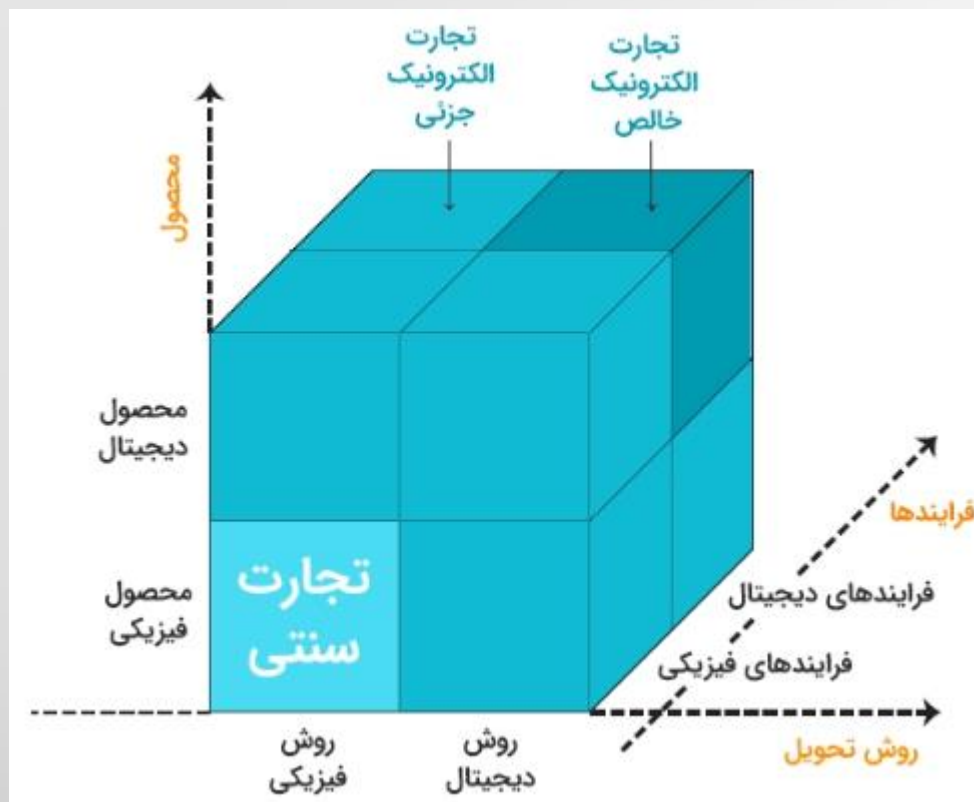 تجارت
الکترونیک
جزئی
تجارت
الکترونیک
خالص
محصول
محصول
دیجیتال
محصول
فیزیکی
تجارت
سنتی
فرایندها
فرایندهای دیجیتال
فرایندهای فیزیکی
روش
فیزیکی
روش
دیجیتال
روش تحویل